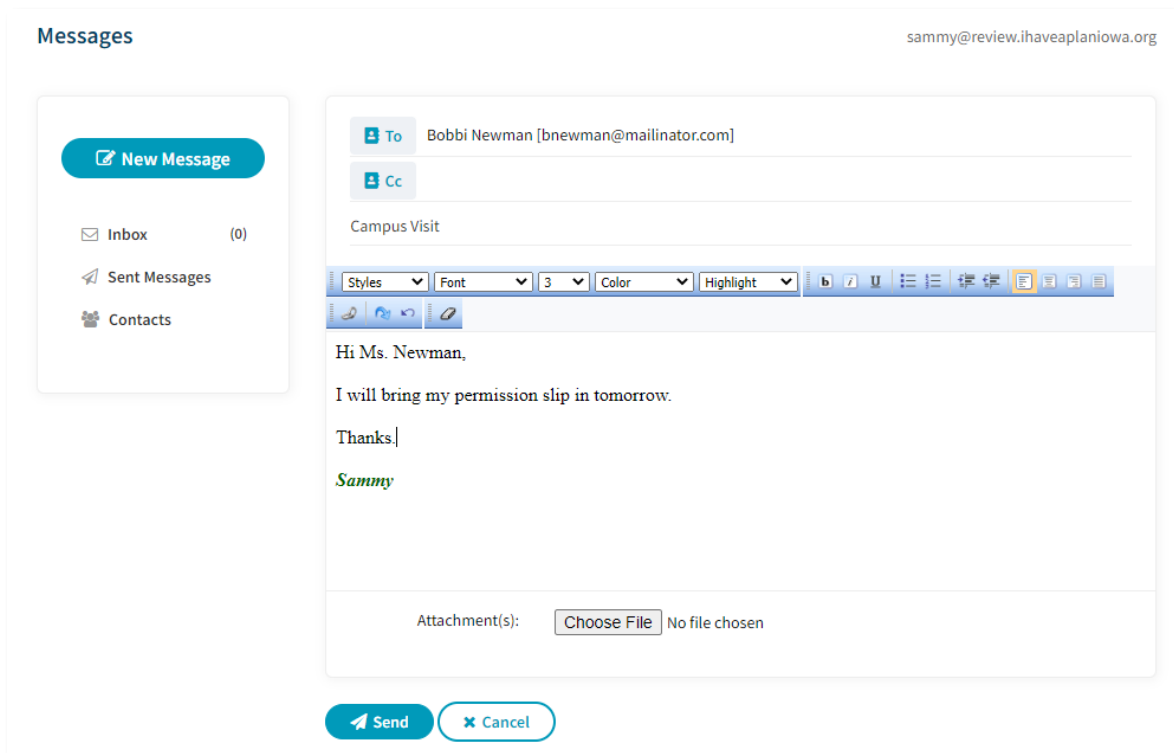 Messages
sammy@review.ihaveaplaniowa.org
New Message
Inbox (0)
Sent Messages
Contacts
To Bobbi Newman [bnewman@mailinator.com]
Cc
Campus Visit
Styles Font 3 Color Highlight b i U
Hi Ms. Newman,
I will bring my permission slip in tomorrow.
Thanks.
Sammy
Attachment(s): Choose File No file chosen
Send Cancel